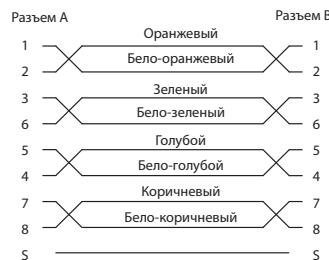 Разъем А Разъем В
Оранжевый
1 1
Бело-оранжевый
2 2
Зеленый
3 3
Бело-зеленый
6 6
Голубой
5 5
Бело-голубой
4 4
Коричневый
7 7
Бело-коричневый
8 8
S S